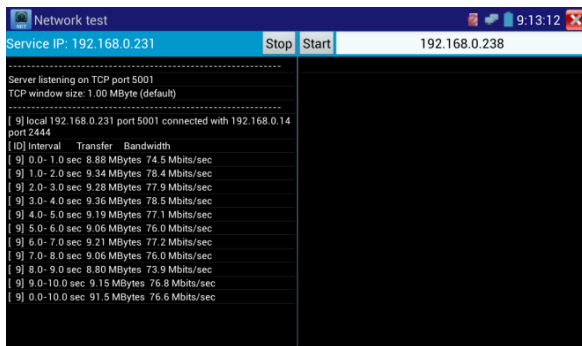 Network test
9:13:12
Service IP: 192.168.0.231
Stop
Start
192.168.0.238
------------------------------------------------------------
Server listening on TCP port 5001
TCP window size: 1.00 MByte (default)
------------------------------------------------------------
[ 9] local 192.168.0.231 port 5001 connected with 192.168.0.14
port 2444
[ ID] Interval Transfer Bandwidth
[ 9] 0.0- 1.0 sec 8.88 MBytes 74.5 Mbits/sec
[ 9] 1.0- 2.0 sec 9.34 MBytes 78.4 Mbits/sec
[ 9] 2.0- 3.0 sec 9.28 MBytes 77.9 Mbits/sec
[ 9] 3.0- 4.0 sec 9.36 MBytes 78.5 Mbits/sec
[ 9] 4.0- 5.0 sec 9.19 MBytes 77.1 Mbits/sec
[ 9] 5.0- 6.0 sec 9.06 MBytes 76.0 Mbits/sec
[ 9] 6.0- 7.0 sec 9.21 MBytes 77.2 Mbits/sec
[ 9] 7.0- 8.0 sec 9.06 MBytes 76.0 Mbits/sec
[ 9] 8.0- 9.0 sec 8.80 MBytes 73.9 Mbits/sec
[ 9] 9.0-10.0 sec 9.15 MBytes 76.8 Mbits/sec
[ 9] 0.0-10.0 sec 91.5 MBytes 76.6 Mbits/sec